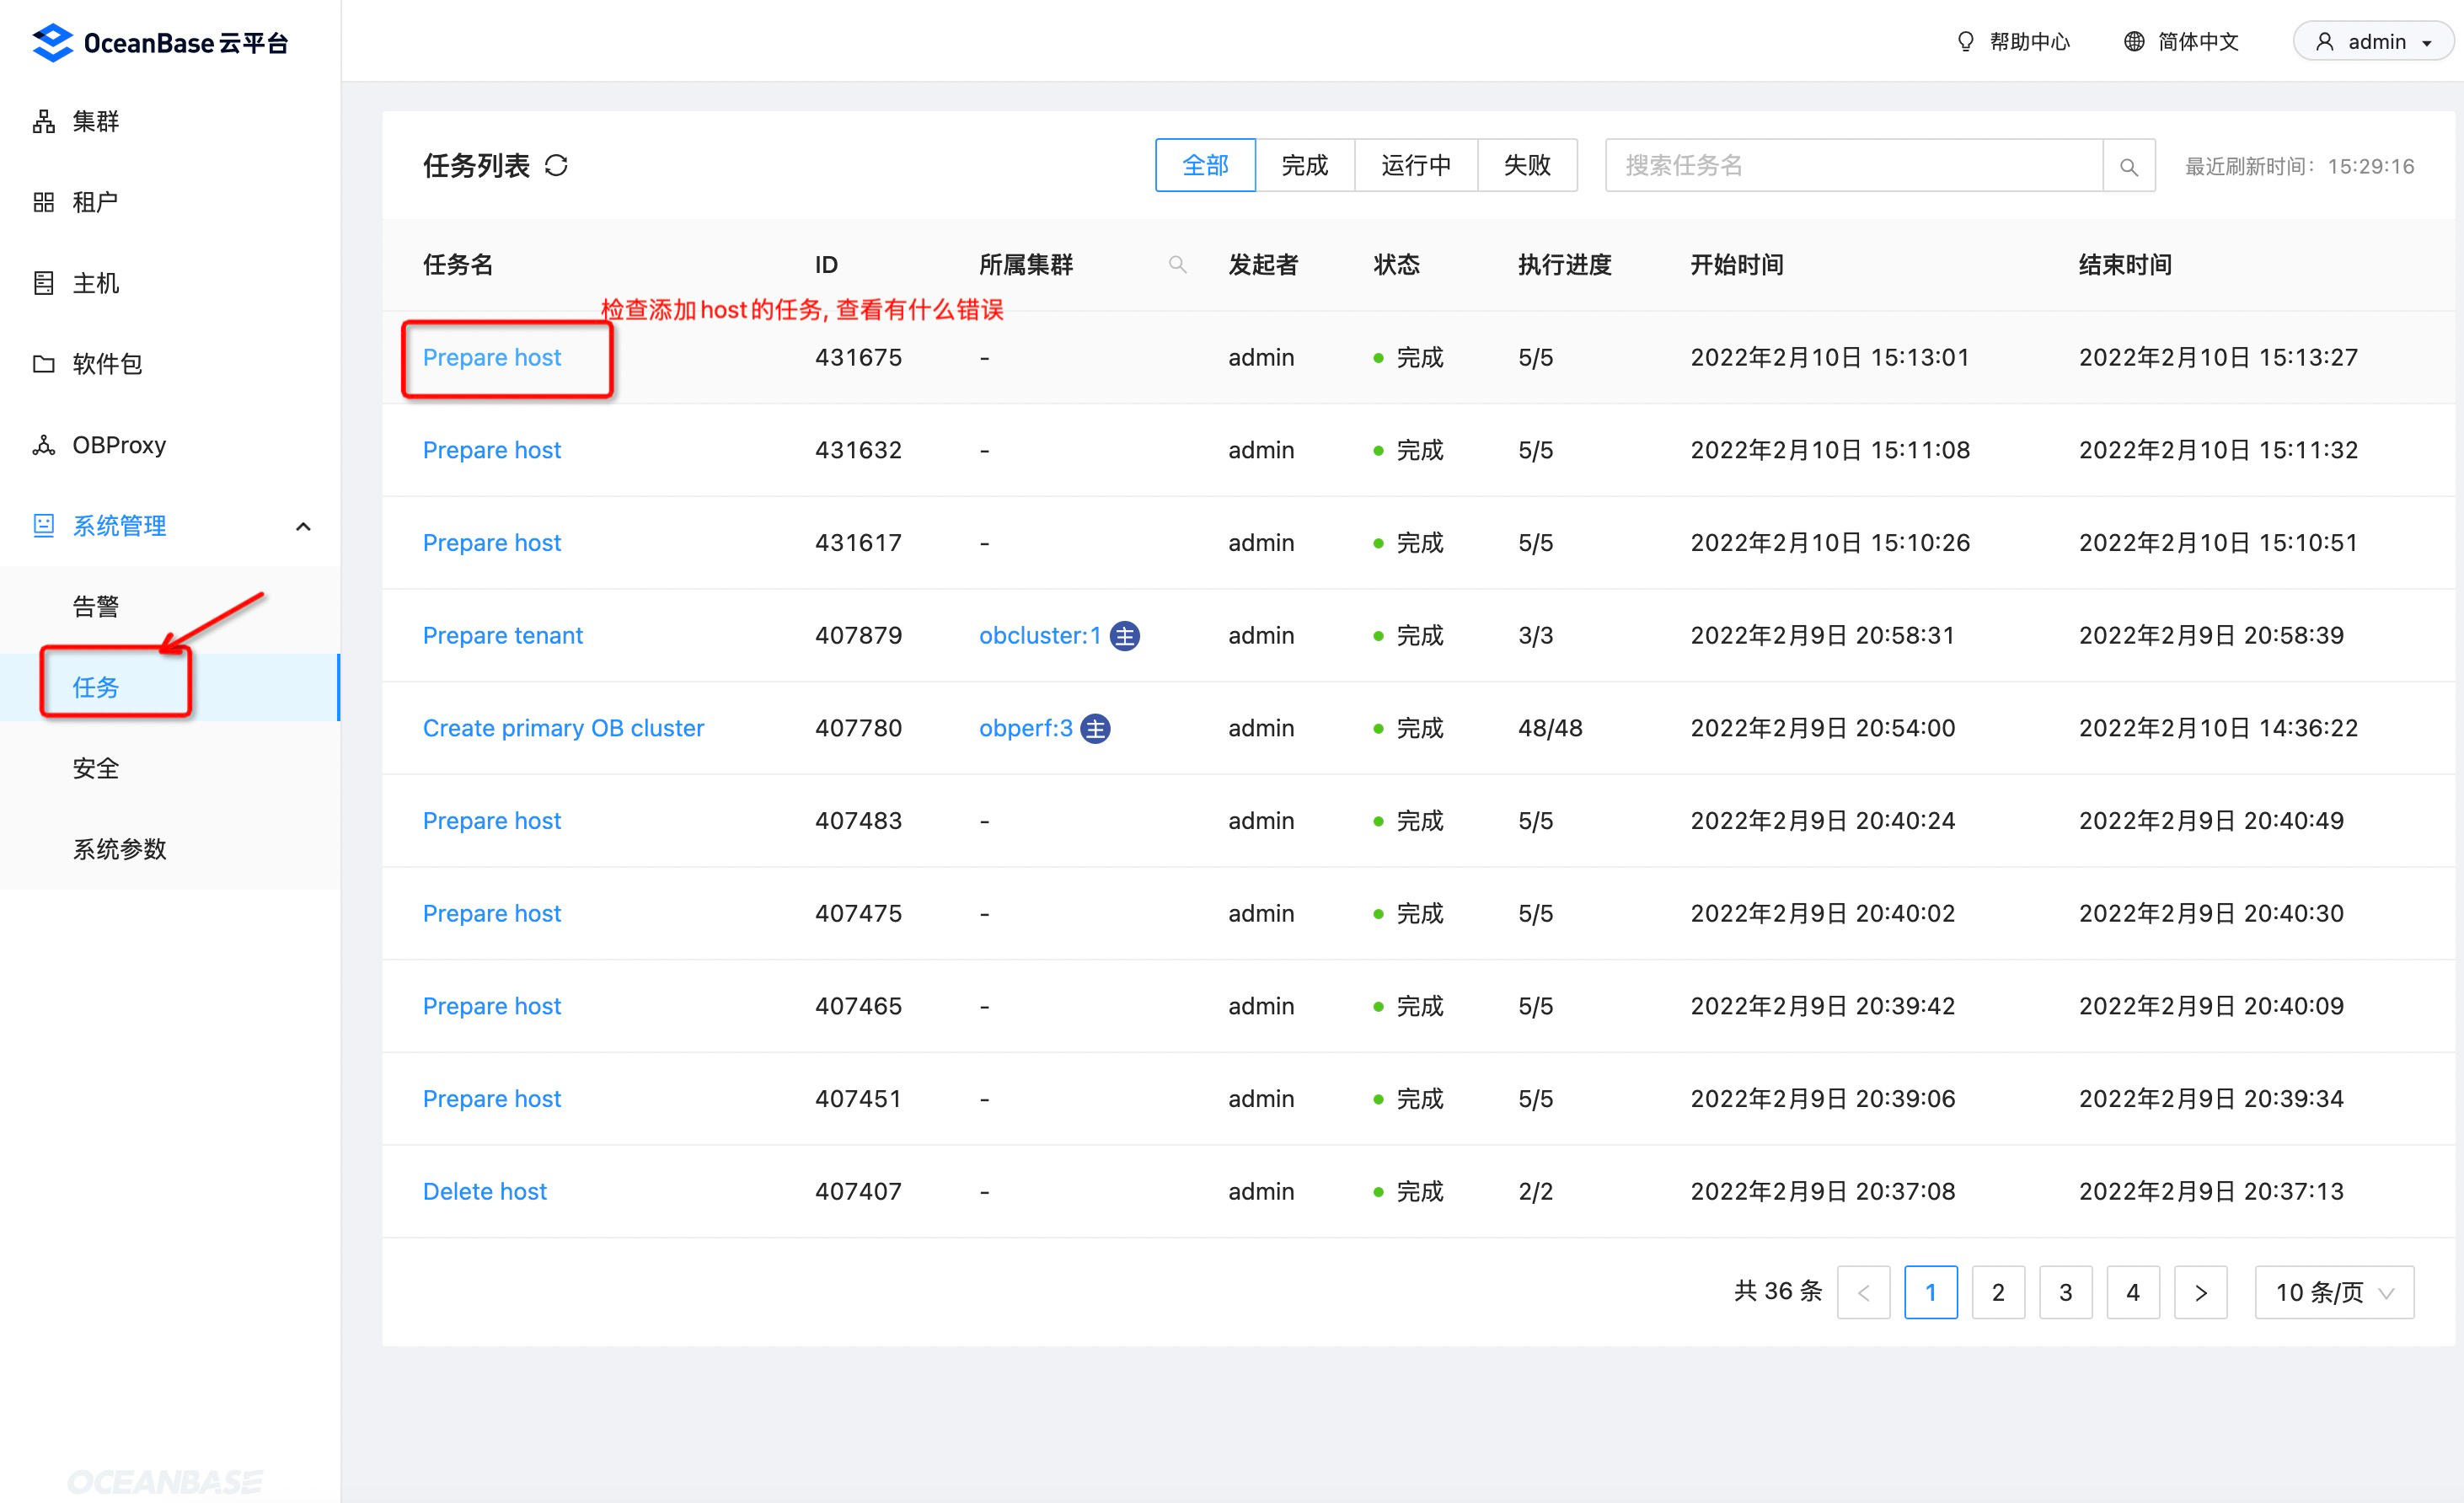 OceanBase 云平台
帮助中心 简体中文 admin
集群
租户
主机
软件包
OBProxy
系统管理
告警
任务
安全
系统参数
OCEANBASE
任务列表 全部 完成 运行中 失败 搜索任务名 最近刷新时间：15:29:16
任务名 ID 所属集群 发起者 状态 执行进度 开始时间 结束时间
检查添加host的任务, 查看有什么错误
Prepare host 431675 - admin 完成 5/5 2022年2月10日 15:13:01 2022年2月10日 15:13:27
Prepare host 431632 - admin 完成 5/5 2022年2月10日 15:11:08 2022年2月10日 15:11:32
Prepare host 431617 - admin 完成 5/5 2022年2月10日 15:10:26 2022年2月10日 15:10:51
Prepare tenant 407879 obcluster:1 主 admin 完成 3/3 2022年2月9日 20:58:31 2022年2月9日 20:58:39
Create primary OB cluster 407780 obperf:3 主 admin 完成 48/48 2022年2月9日 20:54:00 2022年2月10日 14:36:22
Prepare host 407483 - admin 完成 5/5 2022年2月9日 20:40:24 2022年2月9日 20:40:49
Prepare host 407475 - admin 完成 5/5 2022年2月9日 20:40:02 2022年2月9日 20:40:30
Prepare host 407465 - admin 完成 5/5 2022年2月9日 20:39:42 2022年2月9日 20:40:09
Prepare host 407451 - admin 完成 5/5 2022年2月9日 20:39:06 2022年2月9日 20:39:34
Delete host 407407 - admin 完成 2/2 2022年2月9日 20:37:08 2022年2月9日 20:37:13
共 36 条 < 1 2 3 4 > 10 条/页